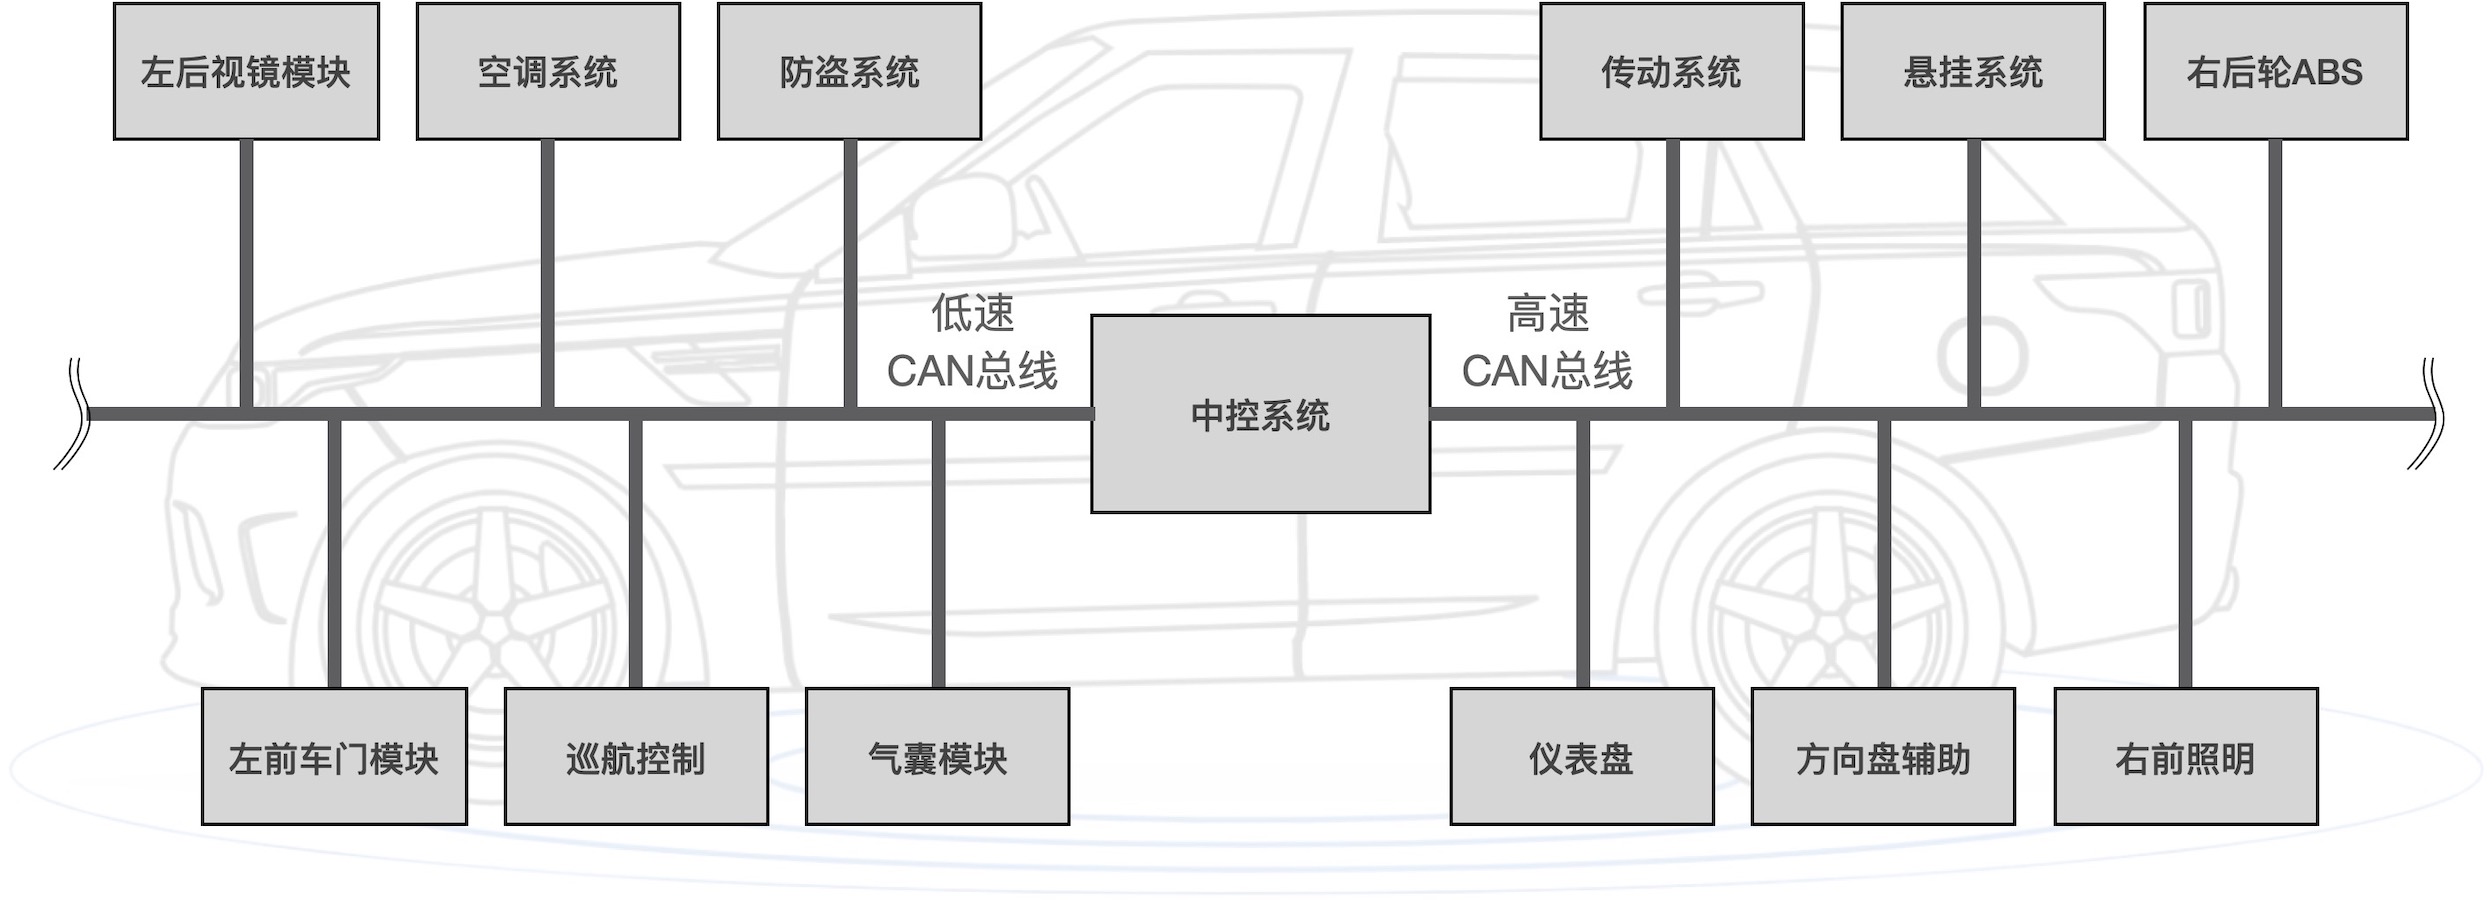 左后视镜模块
空调系统
防盗系统
传动系统
悬挂系统
右后轮ABS
低速
CAN总线
高速
CAN总线
中控系统
左前车门模块
巡航控制
气囊模块
仪表盘
方向盘辅助
右前照明